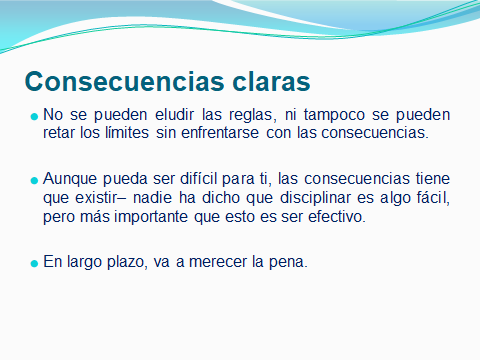 Consecuencias claras
No se pueden eludir las reglas, ni tampoco se pueden
retar los límites sin enfrentarse con las consecuencias.
Aunque pueda ser difícil para ti, las consecuencias tiene
que existir– nadie ha dicho que disciplinar es algo fácil,
pero más importante que esto es ser efectivo.
En largo plazo, va a merecer la pena.